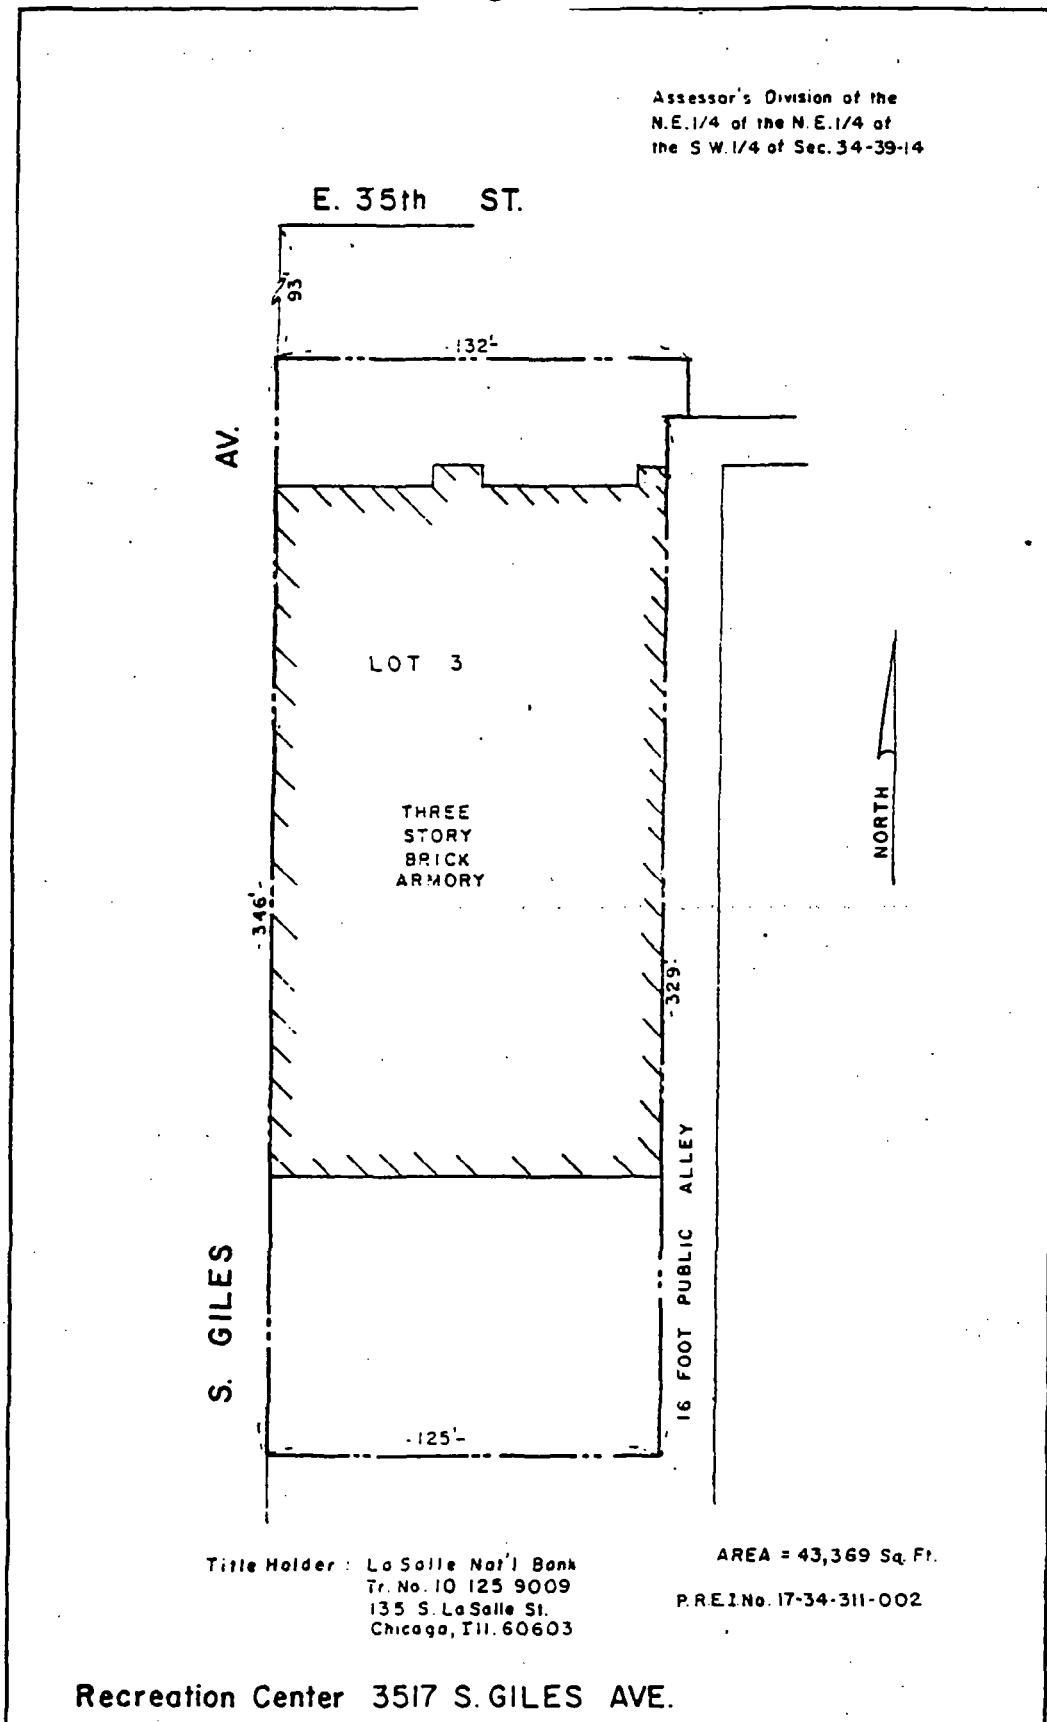 Assessor's Division of the
N.E.1/4 of the N.E.1/4 of
the S W.1/4 of Sec. 34-39-14
E. 35th ST.
93'
132'
AV.
LOT 3
THREE
STORY
BRICK
ARMORY
NORTH
346'
329'
16 FOOT PUBLIC ALLEY
S. GILES
125'
Title Holder : La Salle Nat'l Bank
Tr. No. 10 125 9009
135 S. La Salle St.
Chicago, Ill. 60603
AREA = 43,369 Sq. Ft.
P.R.E.I.No. 17-34-311-002
Recreation Center 3517 S. GILES AVE.